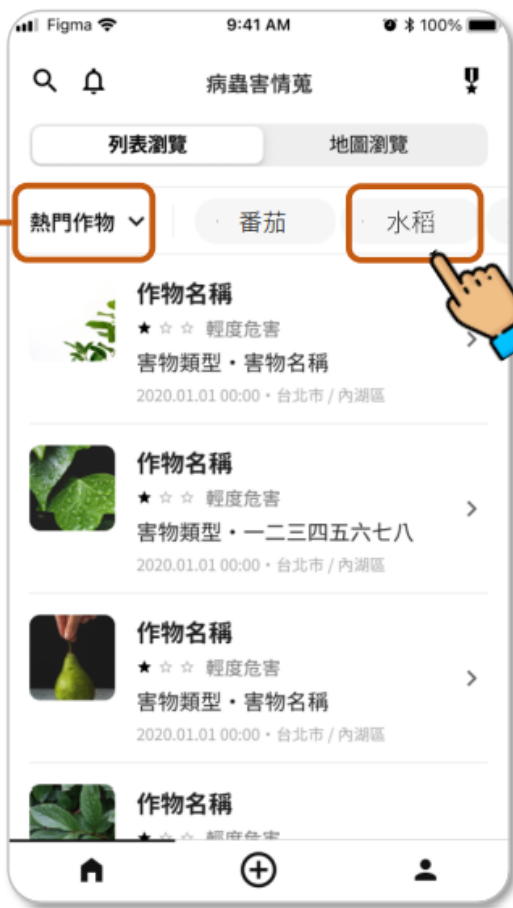 Figma 9:41 AM 100%
病蟲害情蒐
列表瀏覽 地圖瀏覽
熱門作物 番茄 水稻
作物名稱
★☆☆ 輕度危害
害物類型・害物名稱
2020.01.01 00:00・台北市 / 內湖區
作物名稱
★☆☆ 輕度危害
害物類型・一二三四五六七八
2020.01.01 00:00・台北市 / 內湖區
作物名稱
★☆☆ 輕度危害
害物類型・害物名稱
2020.01.01 00:00・台北市 / 內湖區
作物名稱
★☆☆ 輕度危害